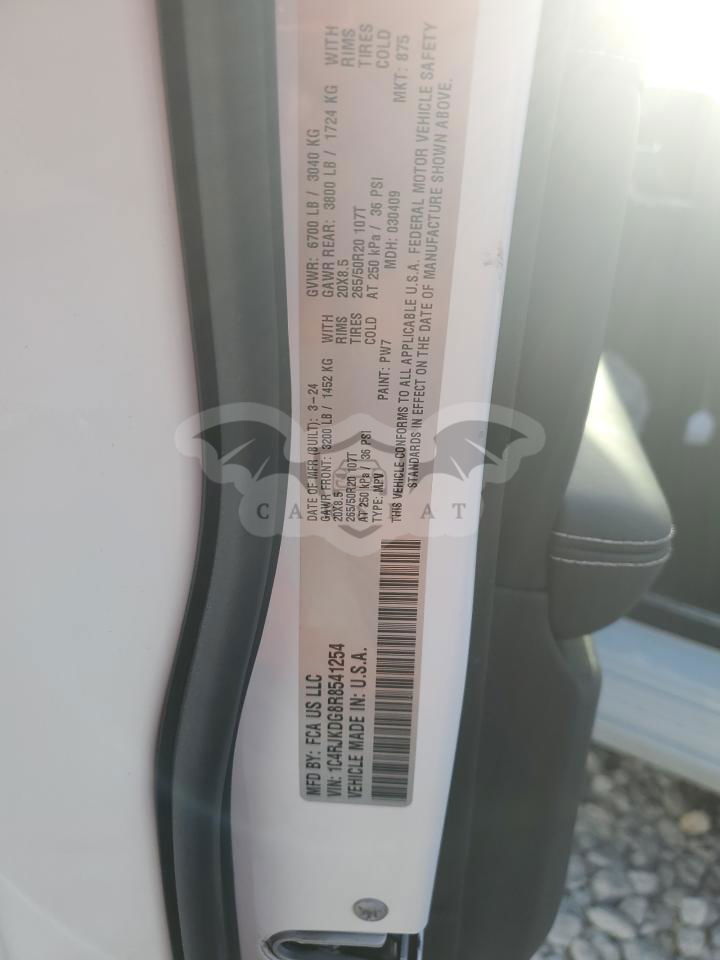 MFD BY: FCA US LLC
DATE OF MFR (BUILT): 3-24
GVWR: 6700 LB / 3040 KG
VIN: 1C4RJKDG8R8541254
GAWR FRONT: 3200 LB / 1452 KG WITH
GAWR REAR: 3800 LB / 1724 KG WITH
VEHICLE MADE IN: U.S.A.
20X8.5 RIMS
20X8.5 RIMS
265/50R20 107T TIRES
265/50R20 107T TIRES
AT 250 kPa / 36 PSI COLD
AT 250 kPa / 36 PSI COLD
TYPE: MPV
PAINT: PW7
MDH: 030409
MKT: 875
THIS VEHICLE CONFORMS TO ALL APPLICABLE U.S.A. FEDERAL MOTOR VEHICLE SAFETY
STANDARDS IN EFFECT ON THE DATE OF MANUFACTURE SHOWN ABOVE.